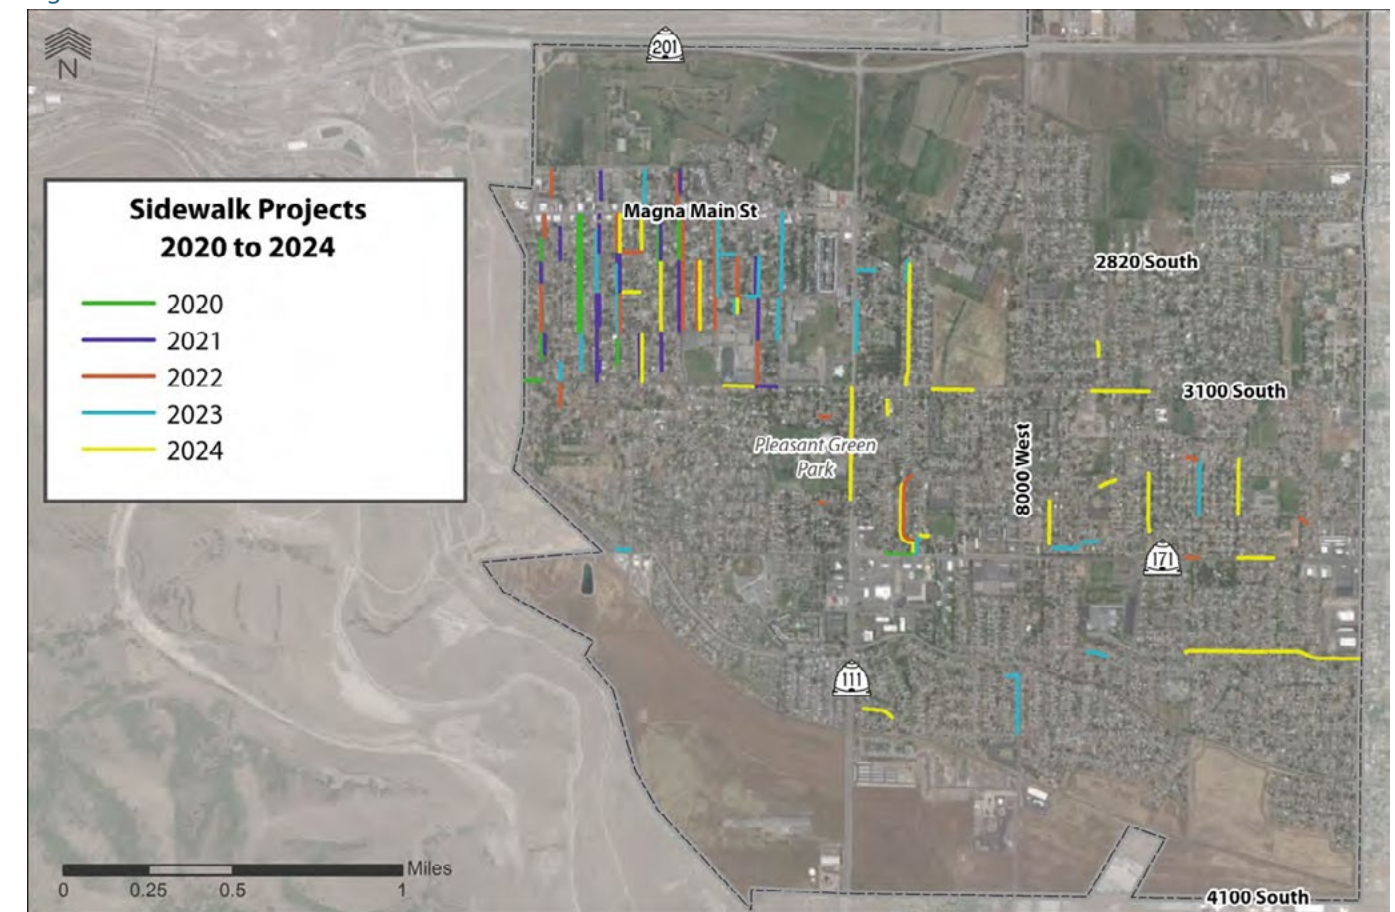 N
201
Sidewalk Projects
2020 to 2024
2020
2021
2022
2023
2024
Magna Main St
2820 South
3100 South
Pleasant Green
Park
8000 West
171
111
Miles
0 0.25 0.5 1
4100 South